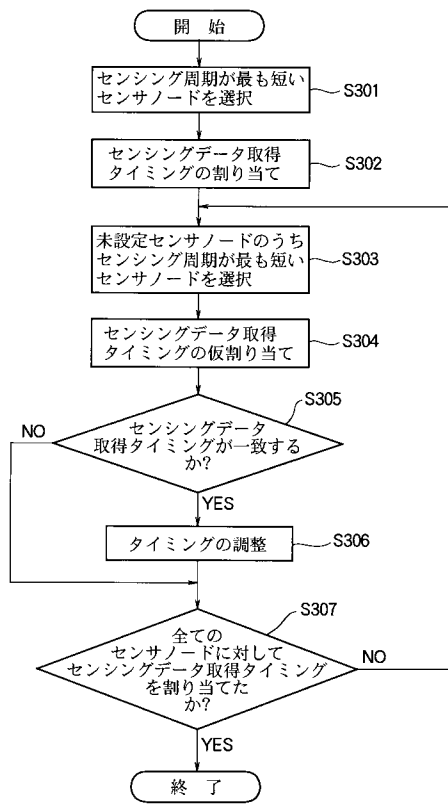 開 始
センシング周期が最も短い
センサノードを選択
S301
センシングデータ取得
タイミングの割り当て
S302
未設定センサノードのうち
センシング周期が最も短い
センサノードを選択
S303
センシングデータ取得
タイミングの仮割り当て
S304
センシングデータ
取得タイミングが一致する
か?
S305
NO
YES
タイミングの調整
S306
全ての
センサノードに対して
センシングデータ取得タイミング
を割り当てた
か?
S307
NO
YES
終 了